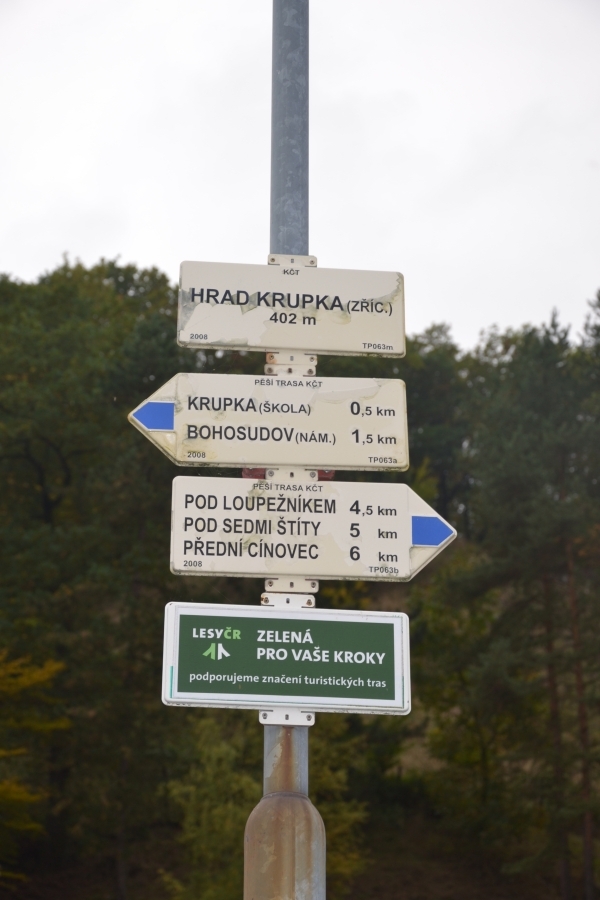 KČT
HRAD KRUPKA (ZŘÍC.)
402 m
2008 TP063m
PĚŠÍ TRASA KČT
KRUPKA (ŠKOLA) 0,5 km
BOHOSUDOV (NÁM.) 1,5 km
2008 TP063a
PĚŠÍ TRASA KČT
POD LOUPEŽNÍKEM 4,5 km
POD SEDMI ŠTÍTY 5 km
PŘEDNÍ CÍNOVEC 6 km
2008 TP063b
LESYČR ZELENÁ
PRO VAŠE KROKY
podporujeme značení turistických tras